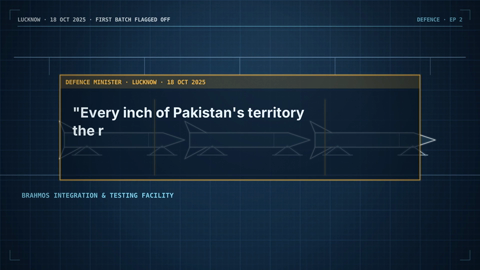 LUCKNOW · 18 OCT 2025 · FIRST BATCH FLAGGED OFF
DEFENCE · EP 2
DEFENCE MINISTER · LUCKNOW · 18 OCT 2025
"Every inch of Pakistan's territory
the r
BRAHMOS INTEGRATION & TESTING FACILITY